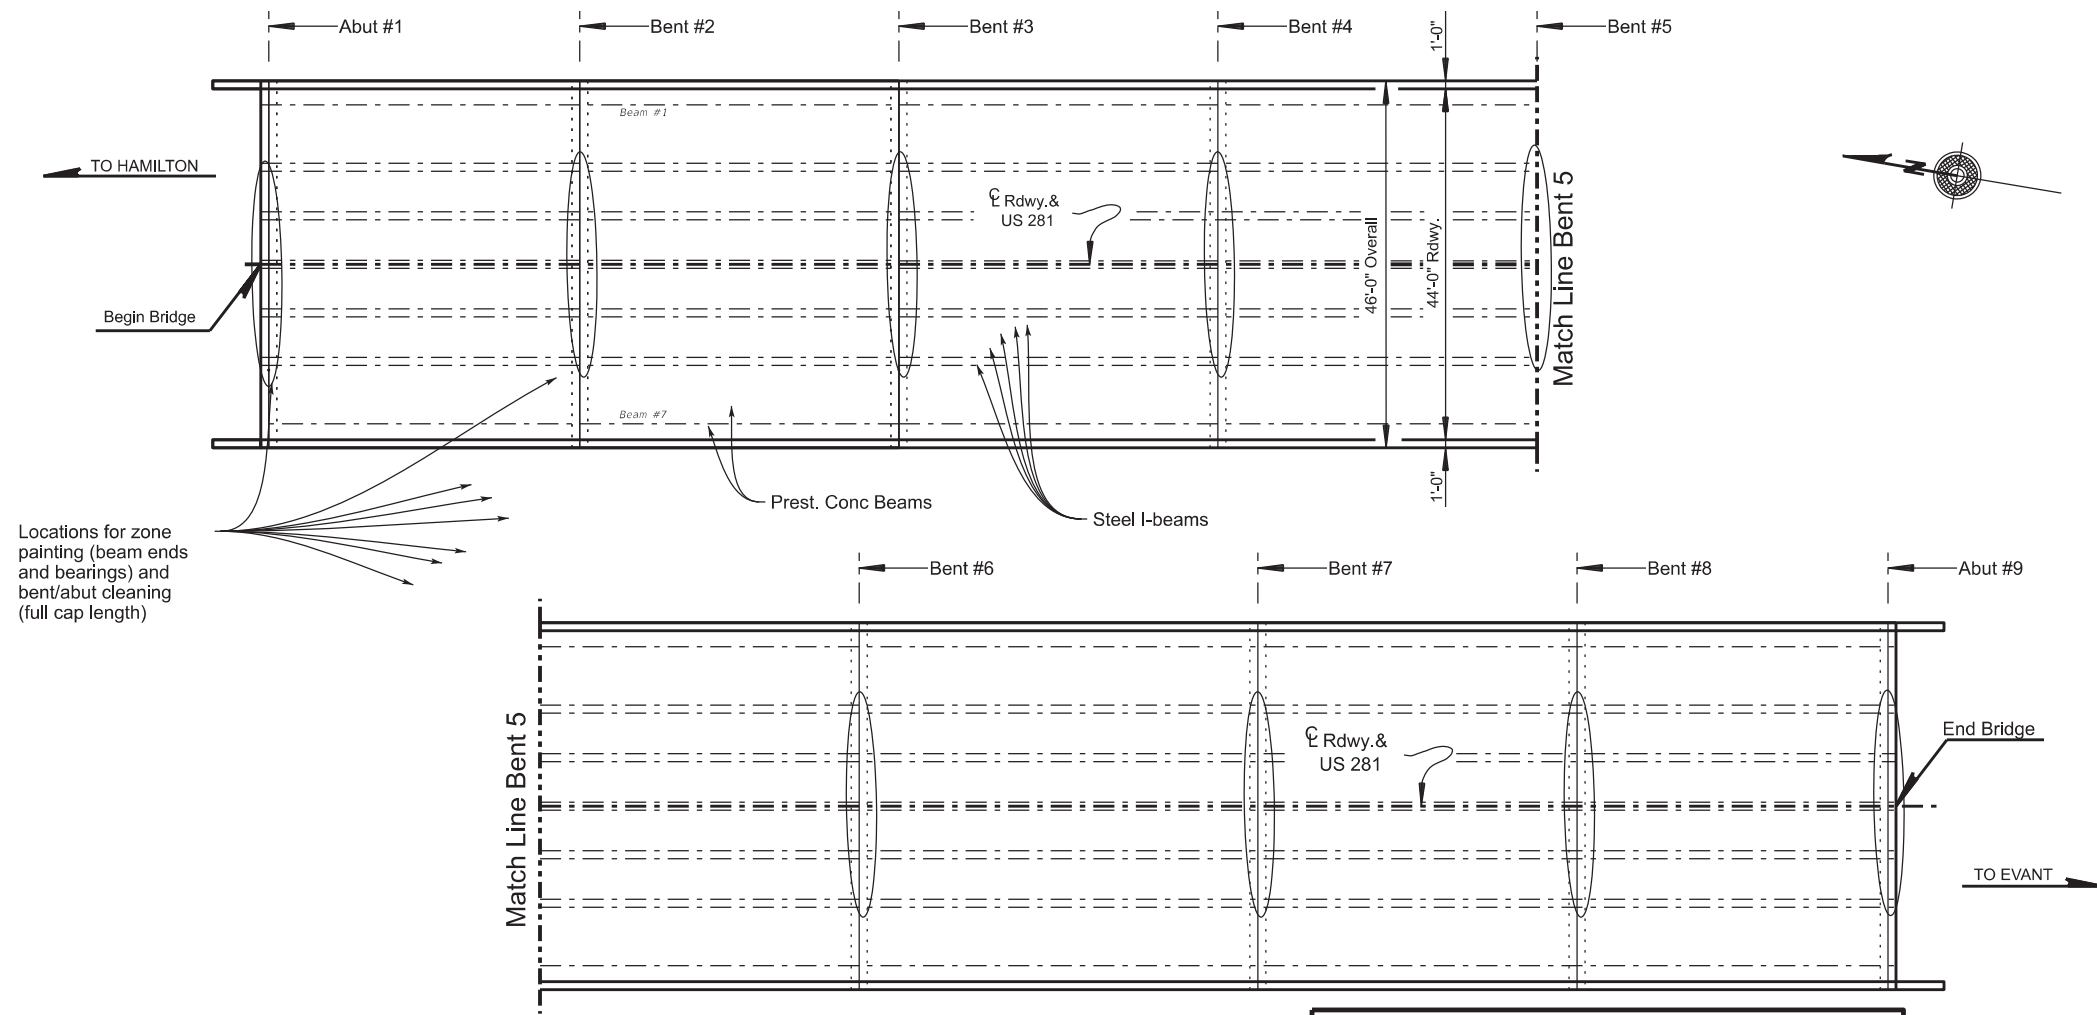 Abut #1
Bent #2
Bent #3
Bent #4
Bent #5
1'-0"
Beam #1
TO HAMILTON
N
℄ Rdwy.&
US 281
46'-0" Overall
44'-0" Rdwy.
Match Line Bent 5
Begin Bridge
Beam #7
1'-0"
Prest. Conc Beams
Steel I-beams
Locations for zone
painting (beam ends
and bearings) and
bent/abut cleaning
(full cap length)
Bent #6
Bent #7
Bent #8
Abut #9
Match Line Bent 5
℄ Rdwy.&
US 281
End Bridge
TO EVANT